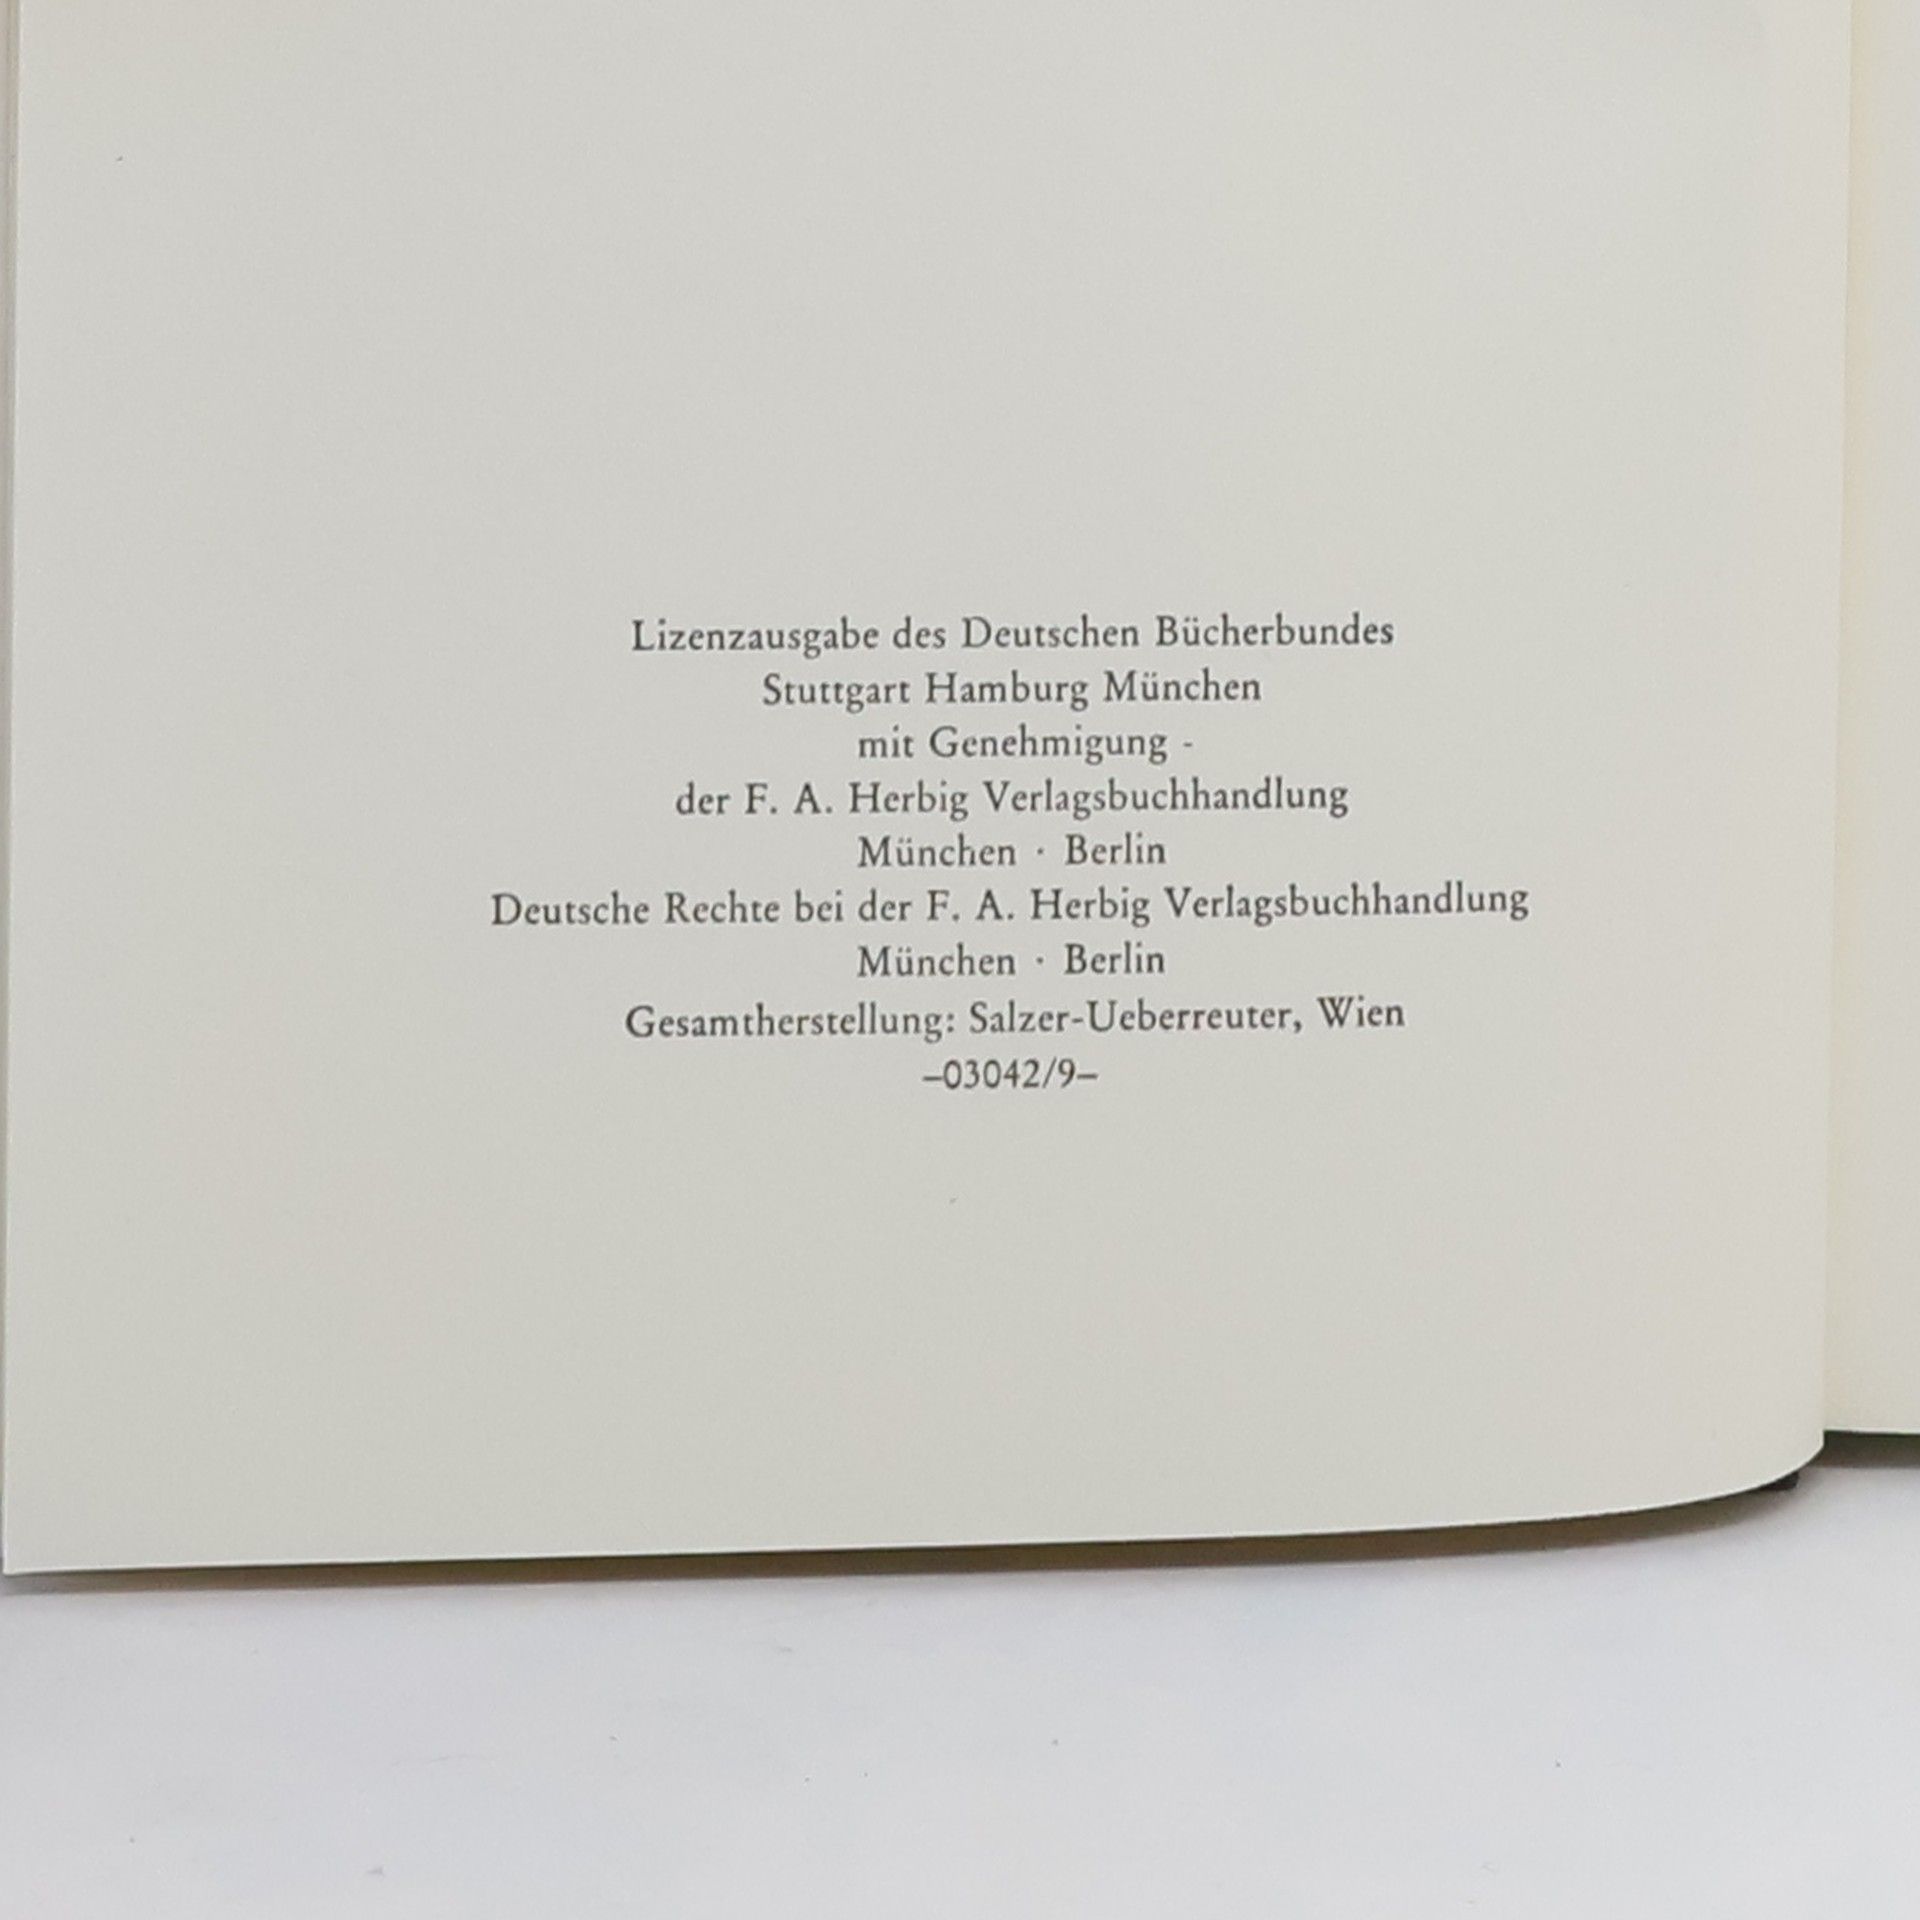 Lizenzausgabe des Deutschen Bücherbundes
Stuttgart Hamburg München
mit Genehmigung -
der F. A. Herbig Verlagsbuchhandlung
München · Berlin
Deutsche Rechte bei der F. A. Herbig Verlagsbuchhandlung
München · Berlin
Gesamtherstellung: Salzer-Ueberreuter, Wien
–03042/9–